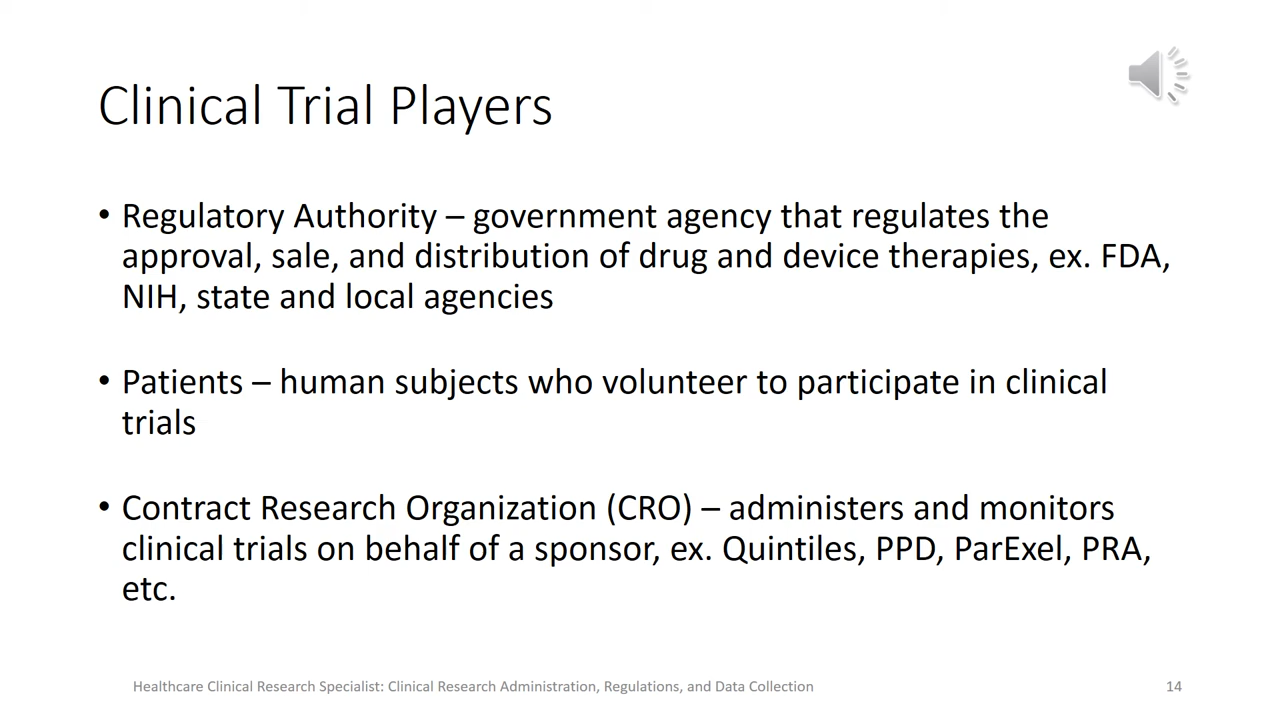 Clinical Trial Players
• Regulatory Authority – government agency that regulates the
approval, sale, and distribution of drug and device therapies, ex. FDA,
NIH, state and local agencies
• Patients – human subjects who volunteer to participate in clinical
trials
• Contract Research Organization (CRO) – administers and monitors
clinical trials on behalf of a sponsor, ex. Quintiles, PPD, ParExel, PRA,
etc.
Healthcare Clinical Research Specialist: Clinical Research Administration, Regulations, and Data Collection
14